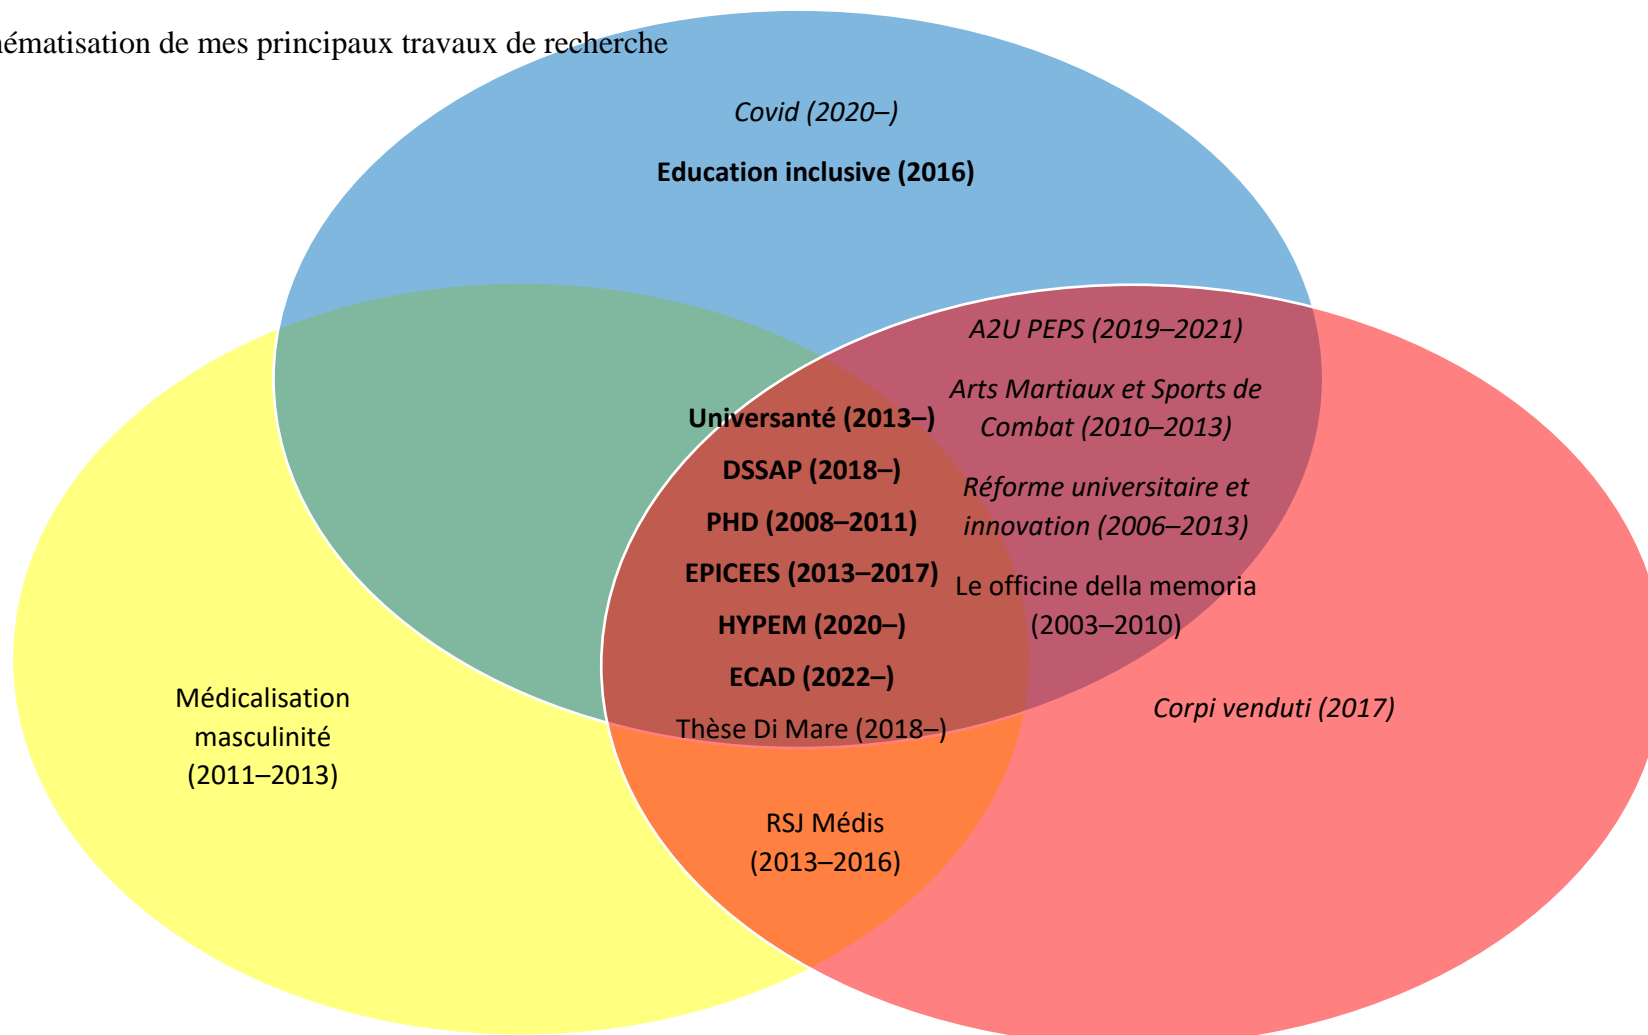 hématisation de mes principaux travaux de recherche
Covid (2020–)
Education inclusive (2016)
A2U PEPS (2019–2021)
Arts Martiaux et Sports de
Combat (2010–2013)
Réforme universitaire et
innovation (2006–2013)
Le officine della memoria
(2003–2010)
Universanté (2013–)
DSSAP (2018–)
PHD (2008–2011)
EPICEES (2013–2017)
HYPEM (2020–)
ECAD (2022–)
Thèse Di Mare (2018–)
Médicalisation
masculinité
(2011–2013)
Corpi venduti (2017)
RSJ Médis
(2013–2016)